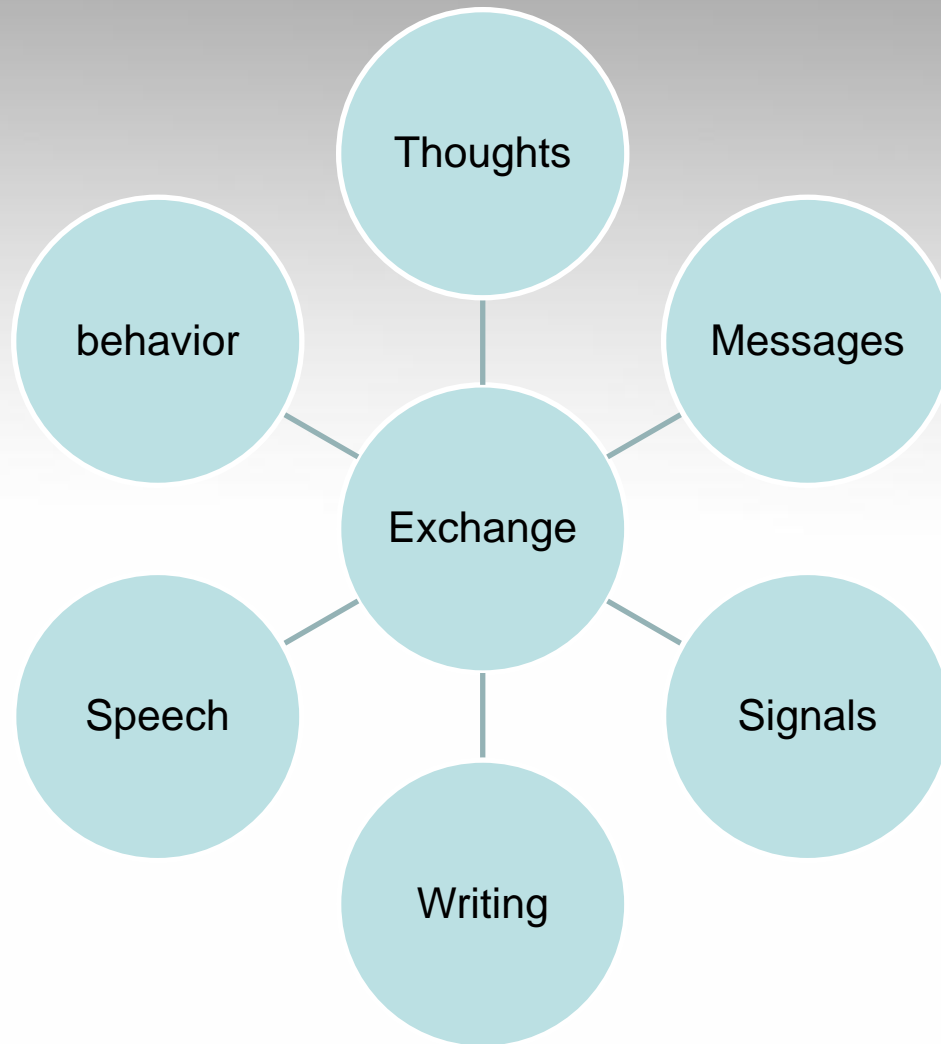 Thoughts
behavior
Messages
Exchange
Speech
Signals
Writing